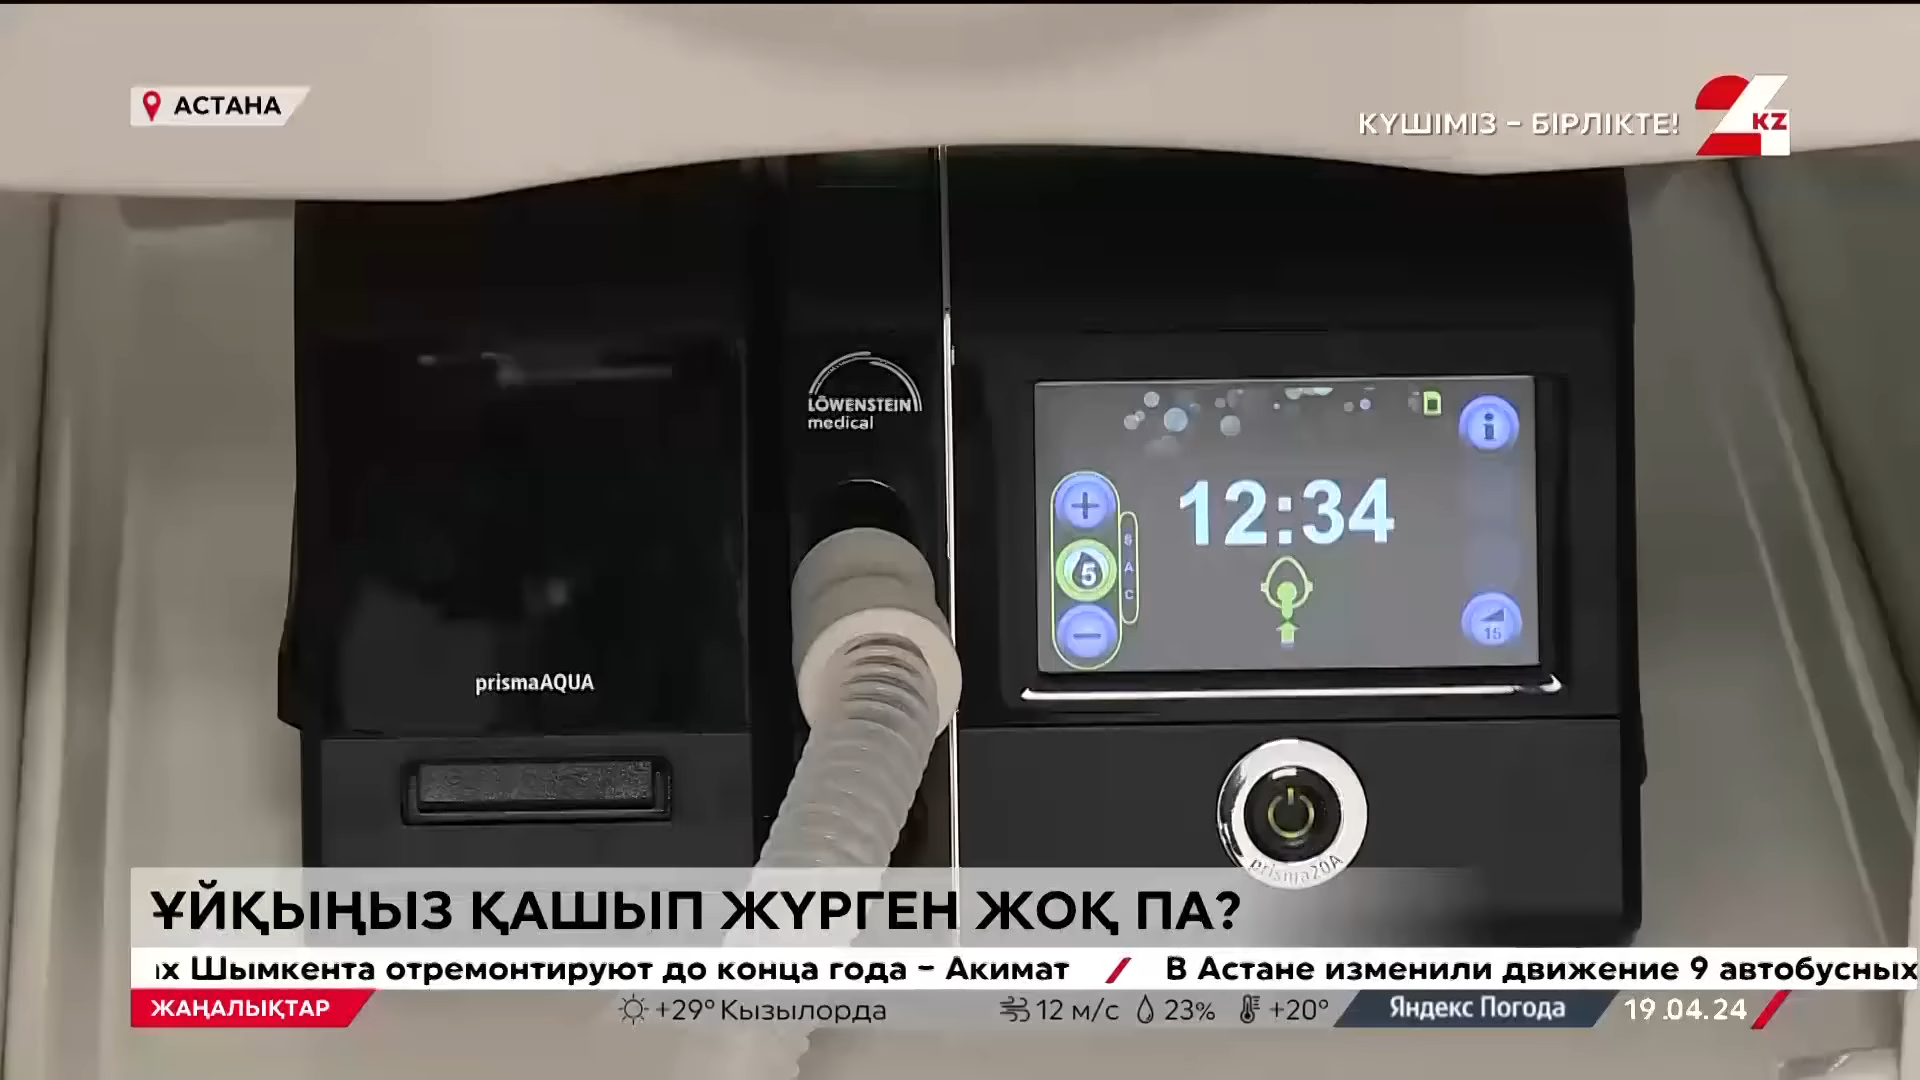 АСТАНА
КҮШІМІЗ – БІРЛІКТЕ!
24
KZ
LÖWENSTEIN
medical
12:34
5
S
A
C
i
15
prismaAQUA
prisma20A
ҰЙҚЫҢЫЗ ҚАШЫП ЖҮРГЕН ЖОҚ ПА?
ах Шымкента отремонтируют до конца года – Акимат / В Астане изменили движение 9 автобусных
ЖАҢАЛЫҚТАР
+29° Кызылорда 12 м/с 23% +20° Яндекс Погода 19.04.24